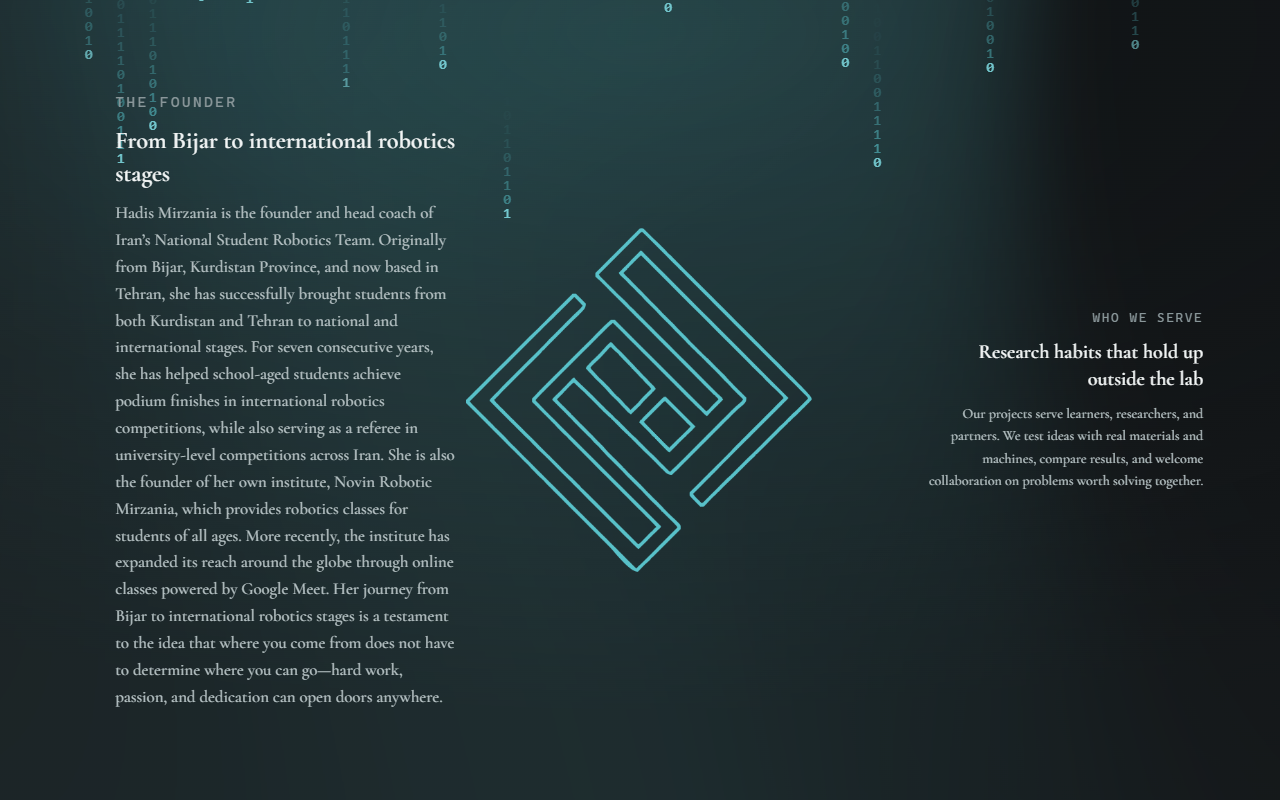 THE FOUNDER
From Bijar to international robotics
stages
Hadis Mirzania is the founder and head coach of
Iran’s National Student Robotics Team. Originally
from Bijar, Kurdistan Province, and now based in
Tehran, she has successfully brought students from
both Kurdistan and Tehran to national and
international stages. For seven consecutive years,
she has helped school-aged students achieve
podium finishes in international robotics
competitions, while also serving as a referee in
university-level competitions across Iran. She is also
the founder of her own institute, Novin Robotic
Mirzania, which provides robotics classes for
students of all ages. More recently, the institute has
expanded its reach around the globe through online
classes powered by Google Meet. Her journey from
Bijar to international robotics stages is a testament
to the idea that where you come from does not have
to determine where you can go—hard work,
passion, and dedication can open doors anywhere.
WHO WE SERVE
Research habits that hold up
outside the lab
Our projects serve learners, researchers, and
partners. We test ideas with real materials and
machines, compare results, and welcome
collaboration on problems worth solving together.